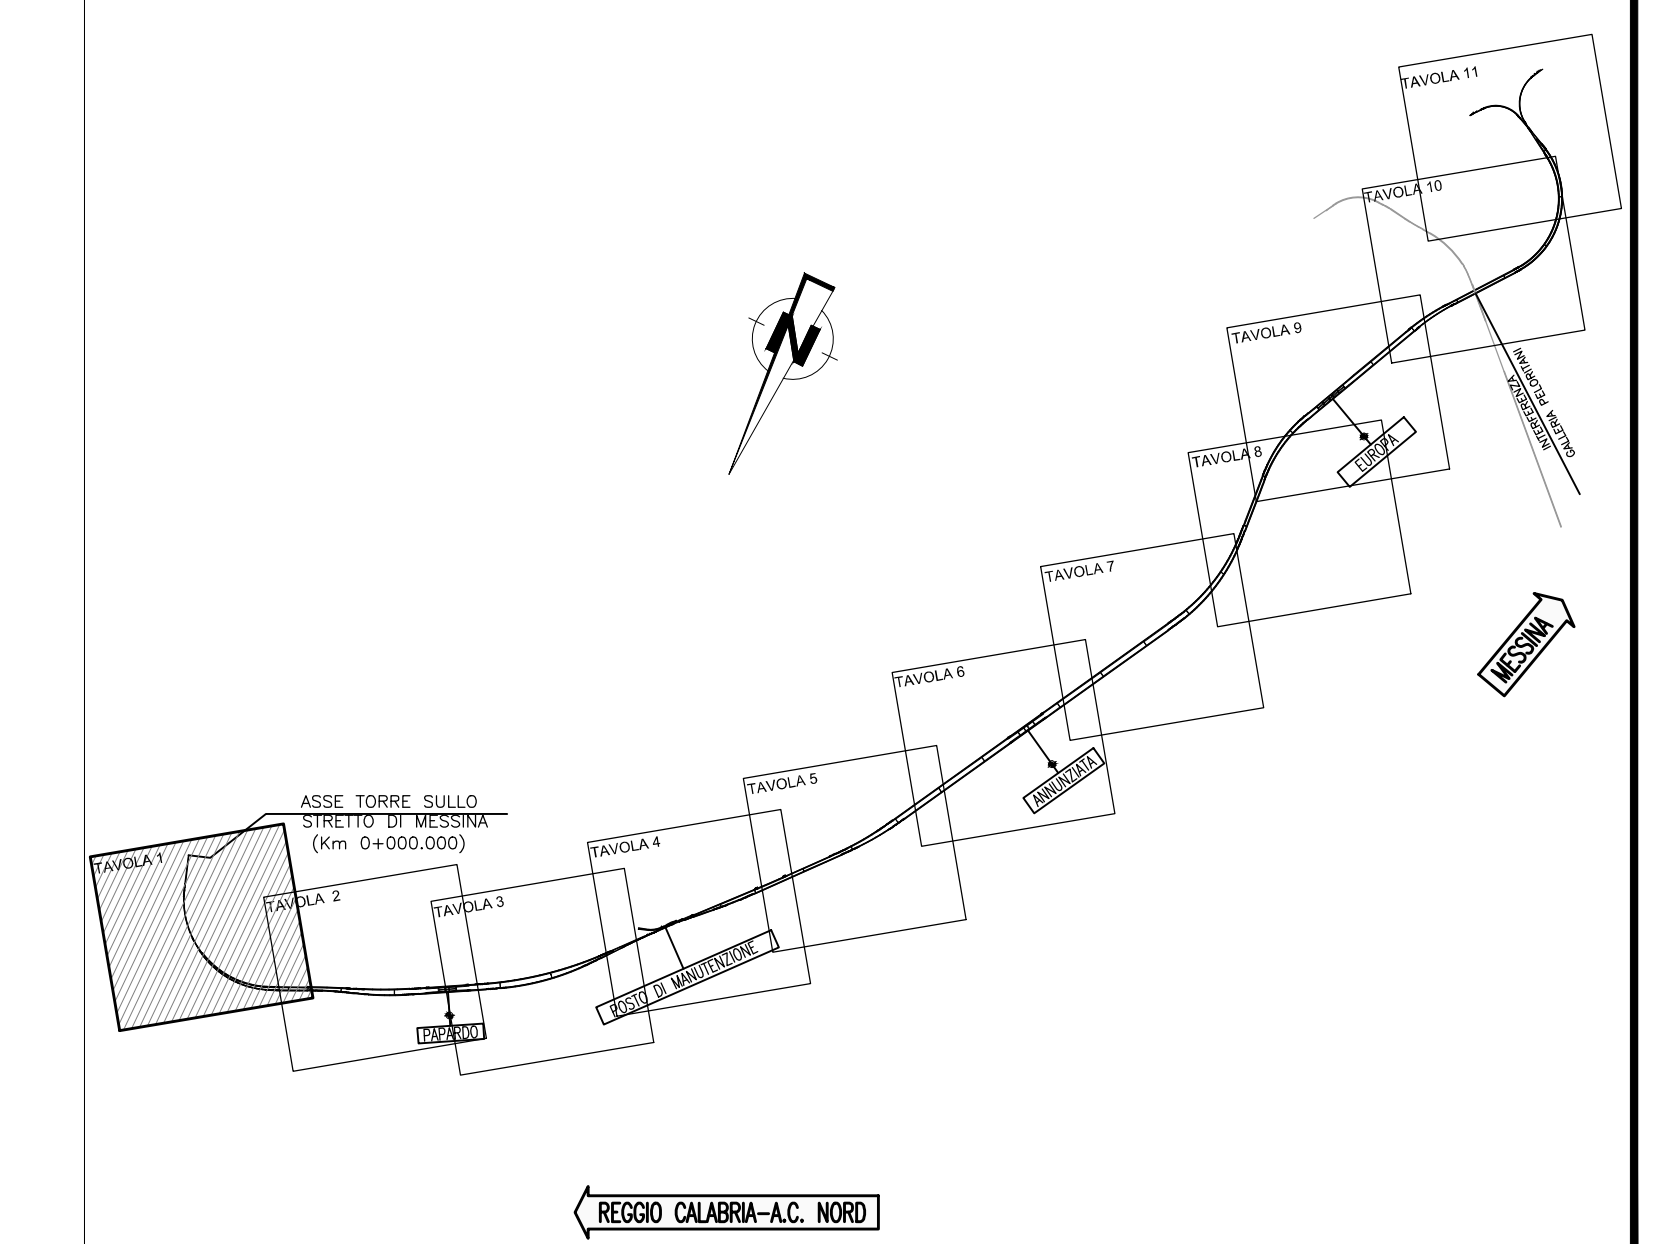 TAVOLA 11
TAVOLA 10
N
TAVOLA 9
INTERFERENZA
GALLERIA PELORITANI
EUROPA
TAVOLA 8
TAVOLA 7
MESSINA
TAVOLA 6
ANNUNZIATA
TAVOLA 5
ASSE TORRE SULLO
STRETTO DI MESSINA
(Km 0+000.000)
TAVOLA 4
TAVOLA 1
TAVOLA 2
TAVOLA 3
POSTO DI MANUTENZIONE
PAPARDO
REGGIO CALABRIA-A.C. NORD